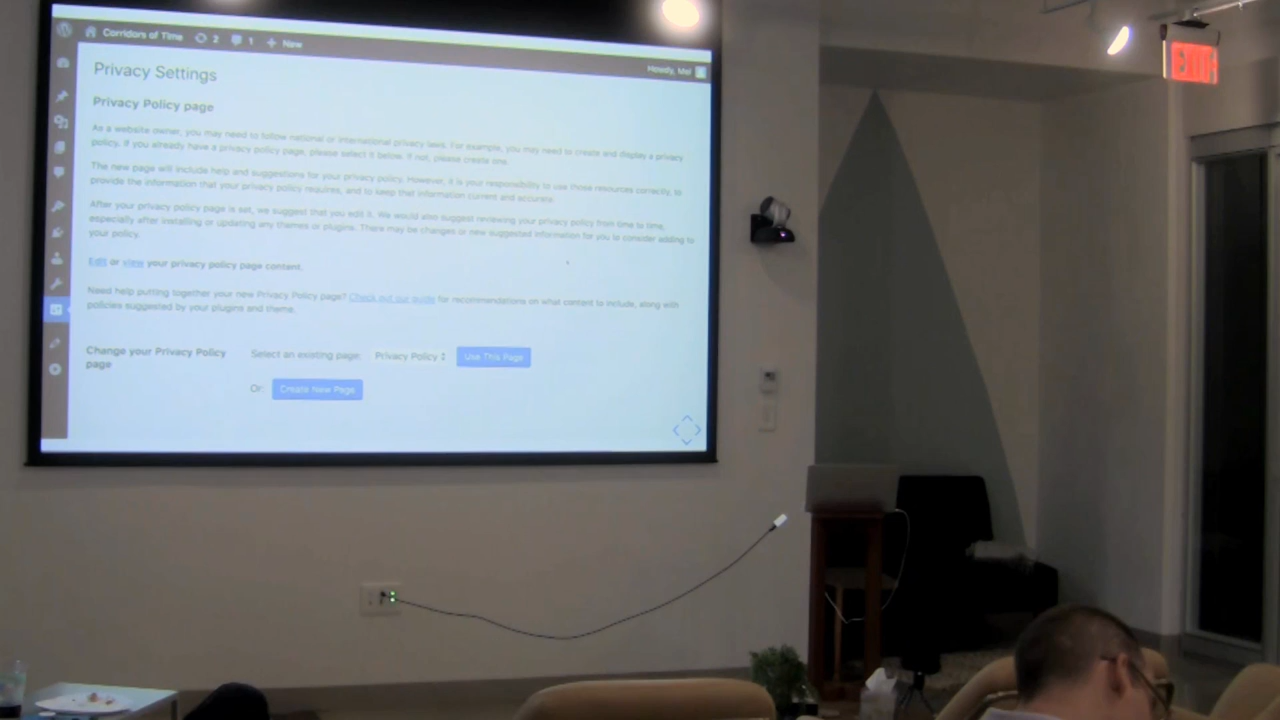 Corridors of Time 2 1 + New
Howdy, Mel
Privacy Settings
Privacy Policy page
As a website owner, you may need to follow national or international privacy laws. For example, you may need to create and display a privacy
policy. If you already have a privacy policy page, please select it below. If not, please create one.
The new page will include help and suggestions for your privacy policy. However, it is your responsibility to use those resources correctly, to
provide the information that your privacy policy requires, and to keep that information current and accurate.
After your privacy policy page is set, we suggest that you edit it. We would also suggest reviewing your privacy policy from time to time,
especially after installing or updating any themes or plugins. There may be changes or new suggested information for you to consider adding to
your policy.
Edit or view your privacy policy page content.
Need help putting together your new Privacy Policy page? Check out our guide for recommendations on what content to include, along with
policies suggested by your plugins and theme.
Change your Privacy Policy
page
Select an existing page: Privacy Policy Use This Page
Or: Create New Page
EXIT